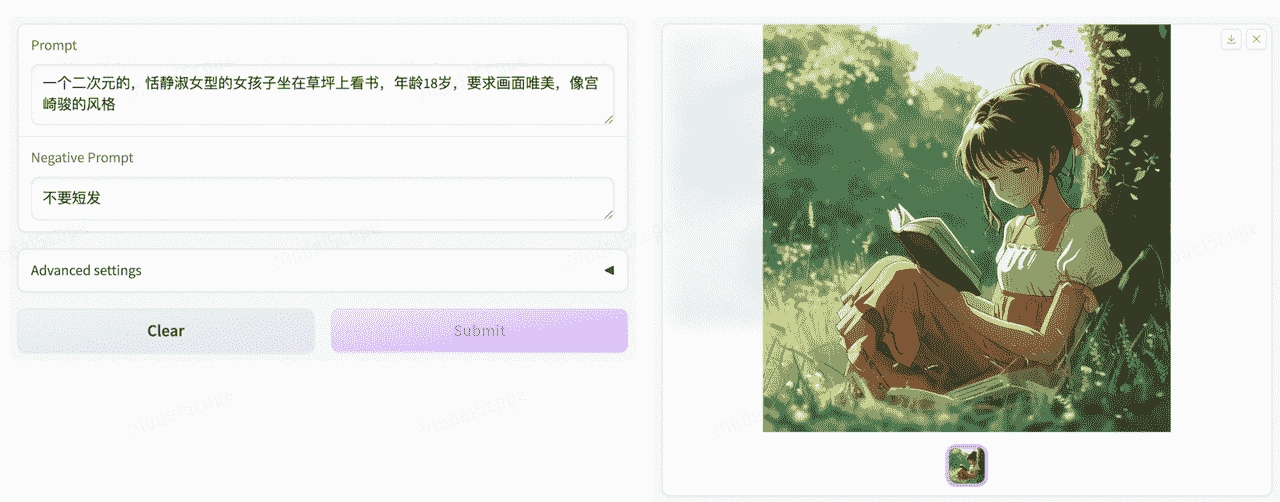 Prompt
一个二次元的，恬静淑女型的女孩子坐在草坪上看书，年龄18岁，要求画面唯美，像宫
崎骏的风格
Negative Prompt
不要短发
Advanced settings
Clear
Submit